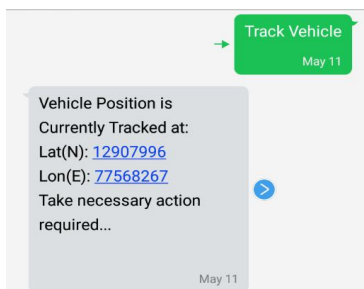 Track Vehicle
May 11
Vehicle Position is
Currently Tracked at:
Lat(N): 12907996
Lon(E): 77568267
Take necessary action
required...
May 11